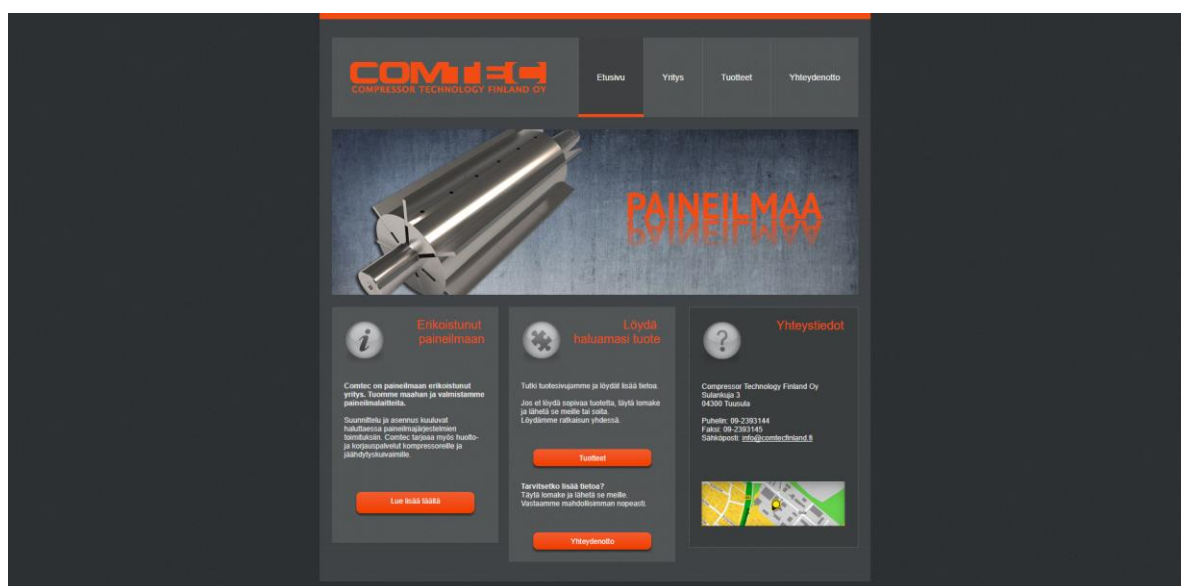 COMTEC
COMPRESSOR TECHNOLOGY FINLAND OY
Etusivu
Yritys
Tuotteet
Yhteydenotto
PAINEILMAA
Erikoistunut
paineilmaan
Comtec on paineilmaan erikoistunut
yritys. Tuomme maahan ja valmistamme
paineilmalaitteita.
Suunnittelu ja asennus kuuluvat
haluttaessa paineilmajärjestelmien
toimituksiin. Comtec tarjoaa myös huolto-
ja korjauspalvelut kompressoreille ja
jäähdytyskuivaimille.
Lue lisää täältä
Löydä
haluamasi tuote
Tutki tuotesivujamme ja löydät lisää tietoa.
Jos et löydä sopivaa tuotetta, täytä lomake
ja lähetä se meille tai soita.
Löydämme ratkaisun yhdessä.
Tuotteet
Tarvitsetko lisää tietoa?
Täytä lomake ja lähetä se meille.
Vastaamme mahdollisimman nopeasti.
Yhteydenotto
Yhteystiedot
Compressor Technology Finland Oy
Sulankuja 3
04300 Tuusula
Puhelin: 09-2393144
Faksi: 09-2393145
Sähköposti: info@comtecfinland.fi